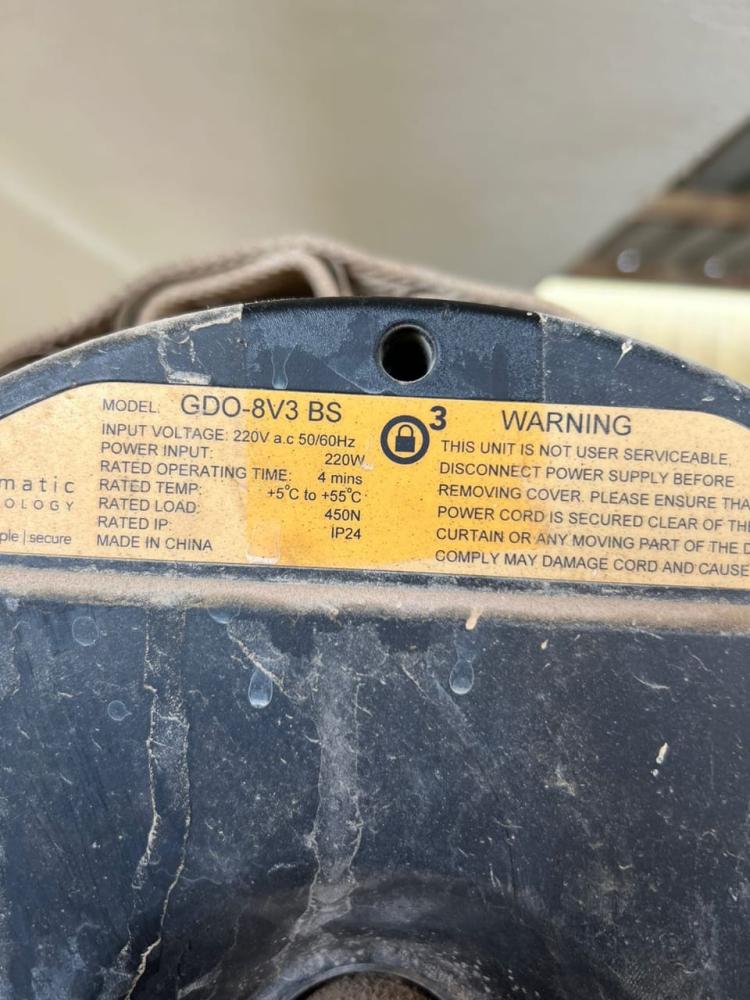 matic
OLOGY
ple | secure
MODEL: GDO-8V3 BS
INPUT VOLTAGE: 220V a.c 50/60Hz
POWER INPUT: 220W
RATED OPERATING TIME: 4 mins
RATED TEMP: +5°C to +55°C
RATED LOAD: 450N
RATED IP: IP24
MADE IN CHINA
3
WARNING
THIS UNIT IS NOT USER SERVICEABLE,
DISCONNECT POWER SUPPLY BEFORE
REMOVING COVER. PLEASE ENSURE THA
POWER CORD IS SECURED CLEAR OF THE
CURTAIN OR ANY MOVING PART OF THE D
COMPLY MAY DAMAGE CORD AND CAUSE